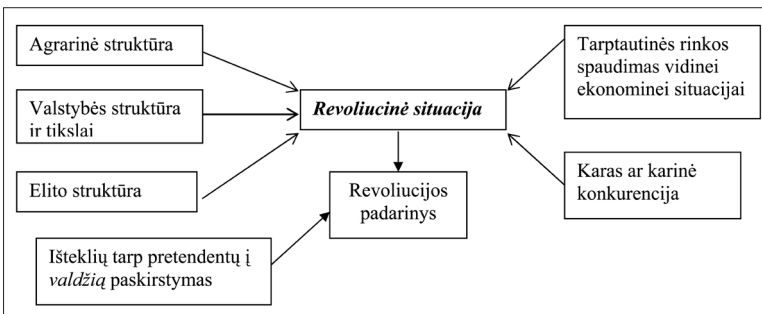 Agrarinė struktūra
Valstybės struktūra
ir tikslai
Elito struktūra
Revoliucinė situacija
Tarptautinės rinkos
spaudimas vidinei
ekonominei situacijai
Karas ar karinė
konkurencija
Revoliucijos
padarinys
Išteklių tarp pretendentų į
valdžią paskirstymas